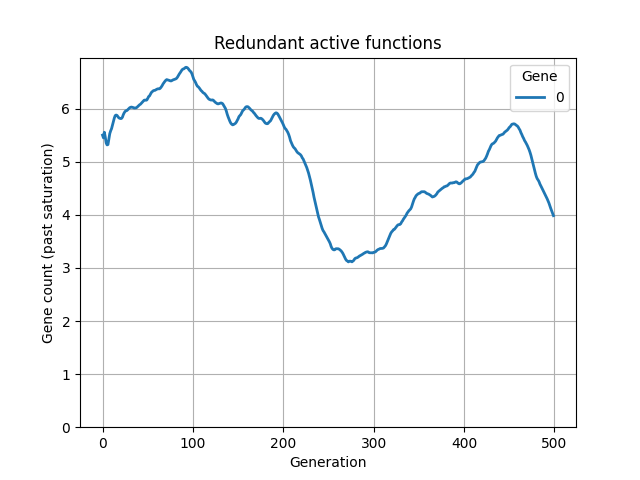 Redundant active functions
Gene count (past saturation)
6
5
4
3
2
1
0
Gene
0
0 100 200 300 400 500
Generation